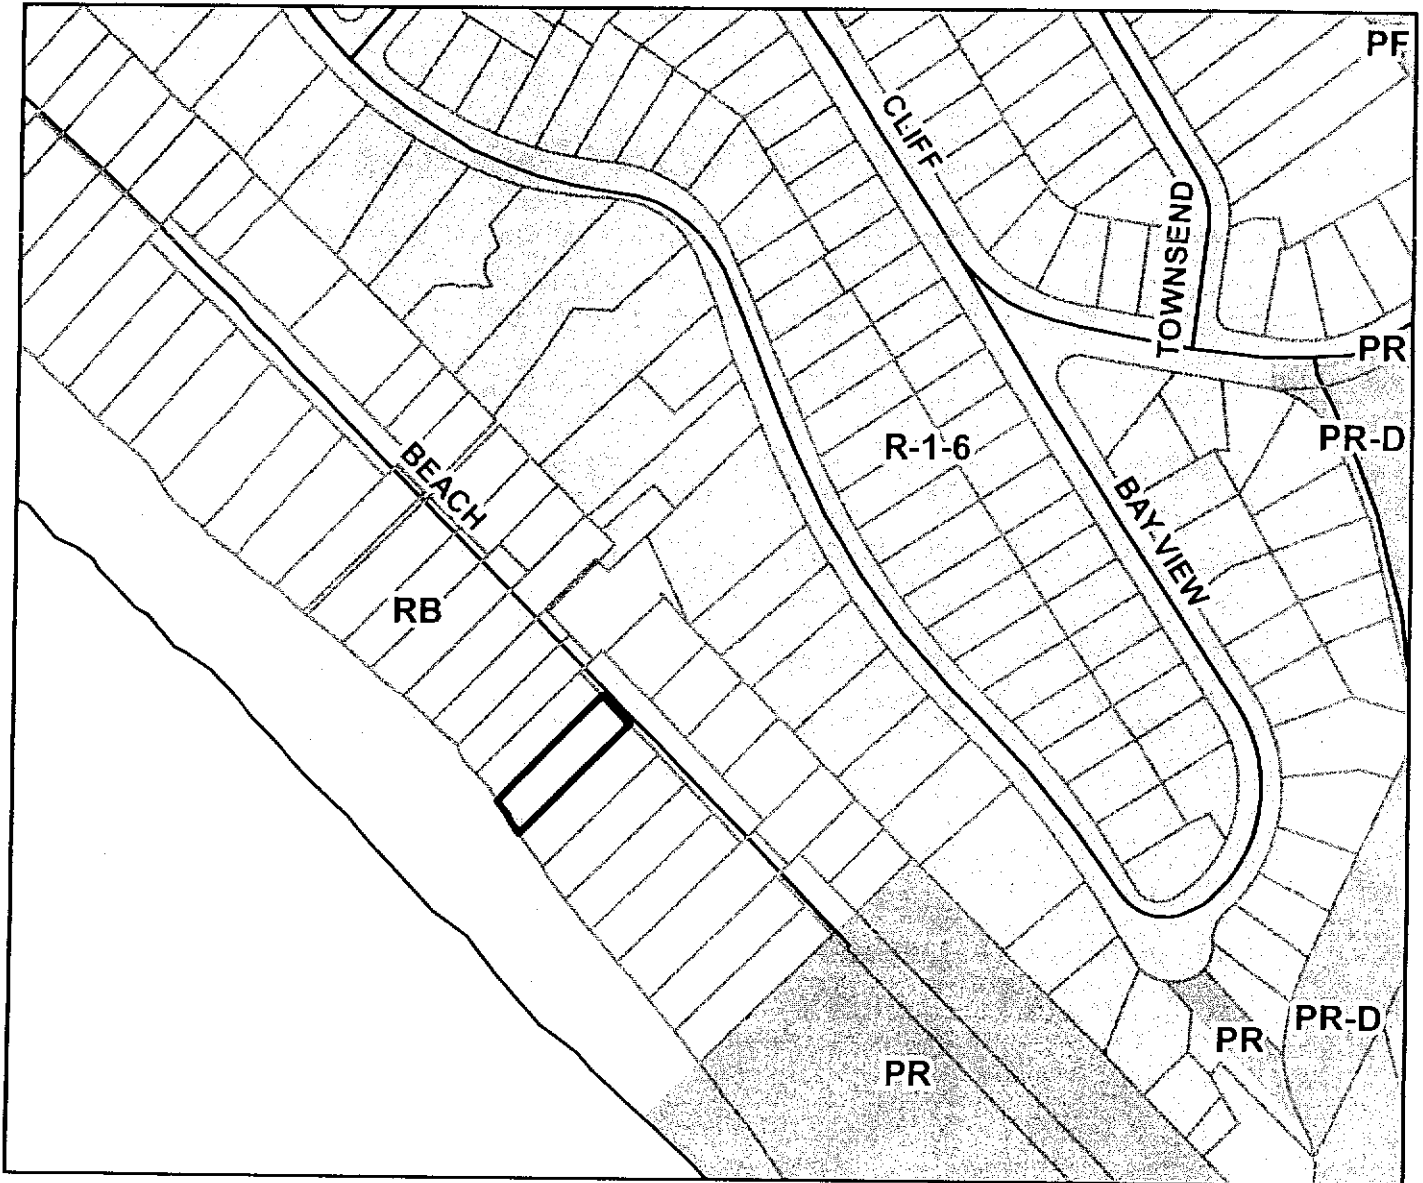 PF
CLIFF
TOWNSEND
PR
PR-D
R-1-6
BEACH
BAY-VIEW
RB
PR-D
PR
PR